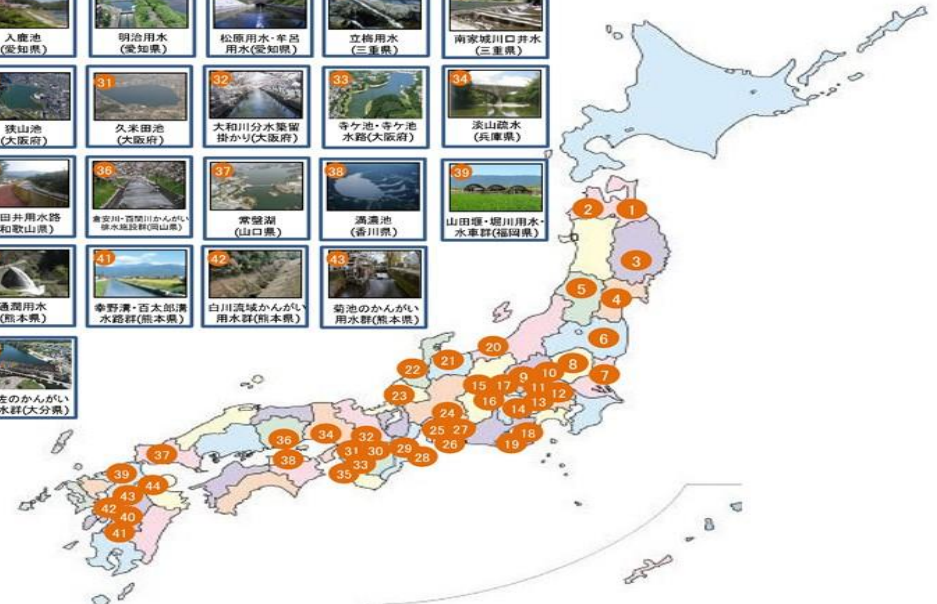 入鹿池
(愛知県)
明治用水
(愛知県)
松原用水・牟呂
用水(愛知県)
立梅用水
(三重県)
南家城川口井水
(三重県)
狭山池
(大阪府)
31
久米田池
(大阪府)
32
大和川分水築留
掛かり(大阪府)
33
寺ケ池・寺ケ池
水路(大阪府)
34
淡山疏水
(兵庫県)
田井用水路
和歌山県)
36
倉安川・百間川かんがい
排水施設群(岡山県)
37
常盤湖
(山口県)
38
満濃池
(香川県)
39
山田堰・堀川用水・
水車群(福岡県)
通潤用水
(熊本県)
41
幸野溝・百太郎溝
水路群(熊本県)
42
白川流域かんがい
用水群(熊本県)
43
菊池のかんがい
用水群(熊本県)
佐のかんがい
水群(大分県)
2
1
3
5
4
6
20
21
22
8
7
9
10
15
17
11
12
23
16
13
14
24
25
27
18
26
19
36
34
32
29
28
31
30
33
35
38
37
39
44
43
42
40
41